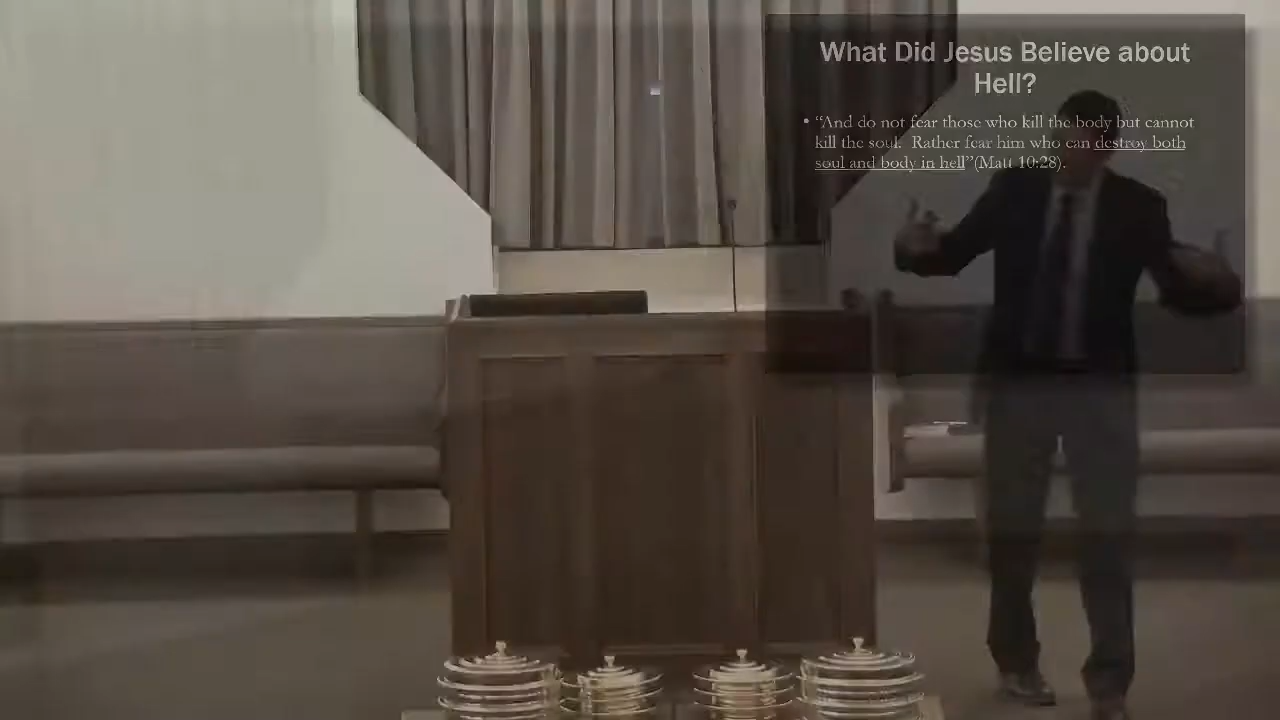 What Did Jesus Believe about
Hell?
• “And do not fear those who kill the body but cannot
kill the soul.  Rather fear him who can destroy both
soul and body in hell”(Matt 10:28).